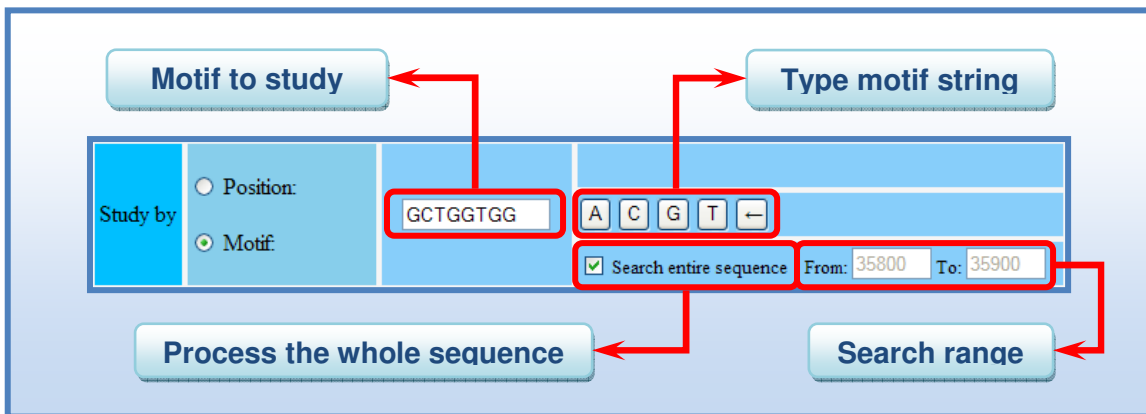 Motif to study
Type motif string
Study by
Position:
Motif:
GCTGGTGG
A C G T ←
Search entire sequence From: 35800 To: 35900
Process the whole sequence
Search range